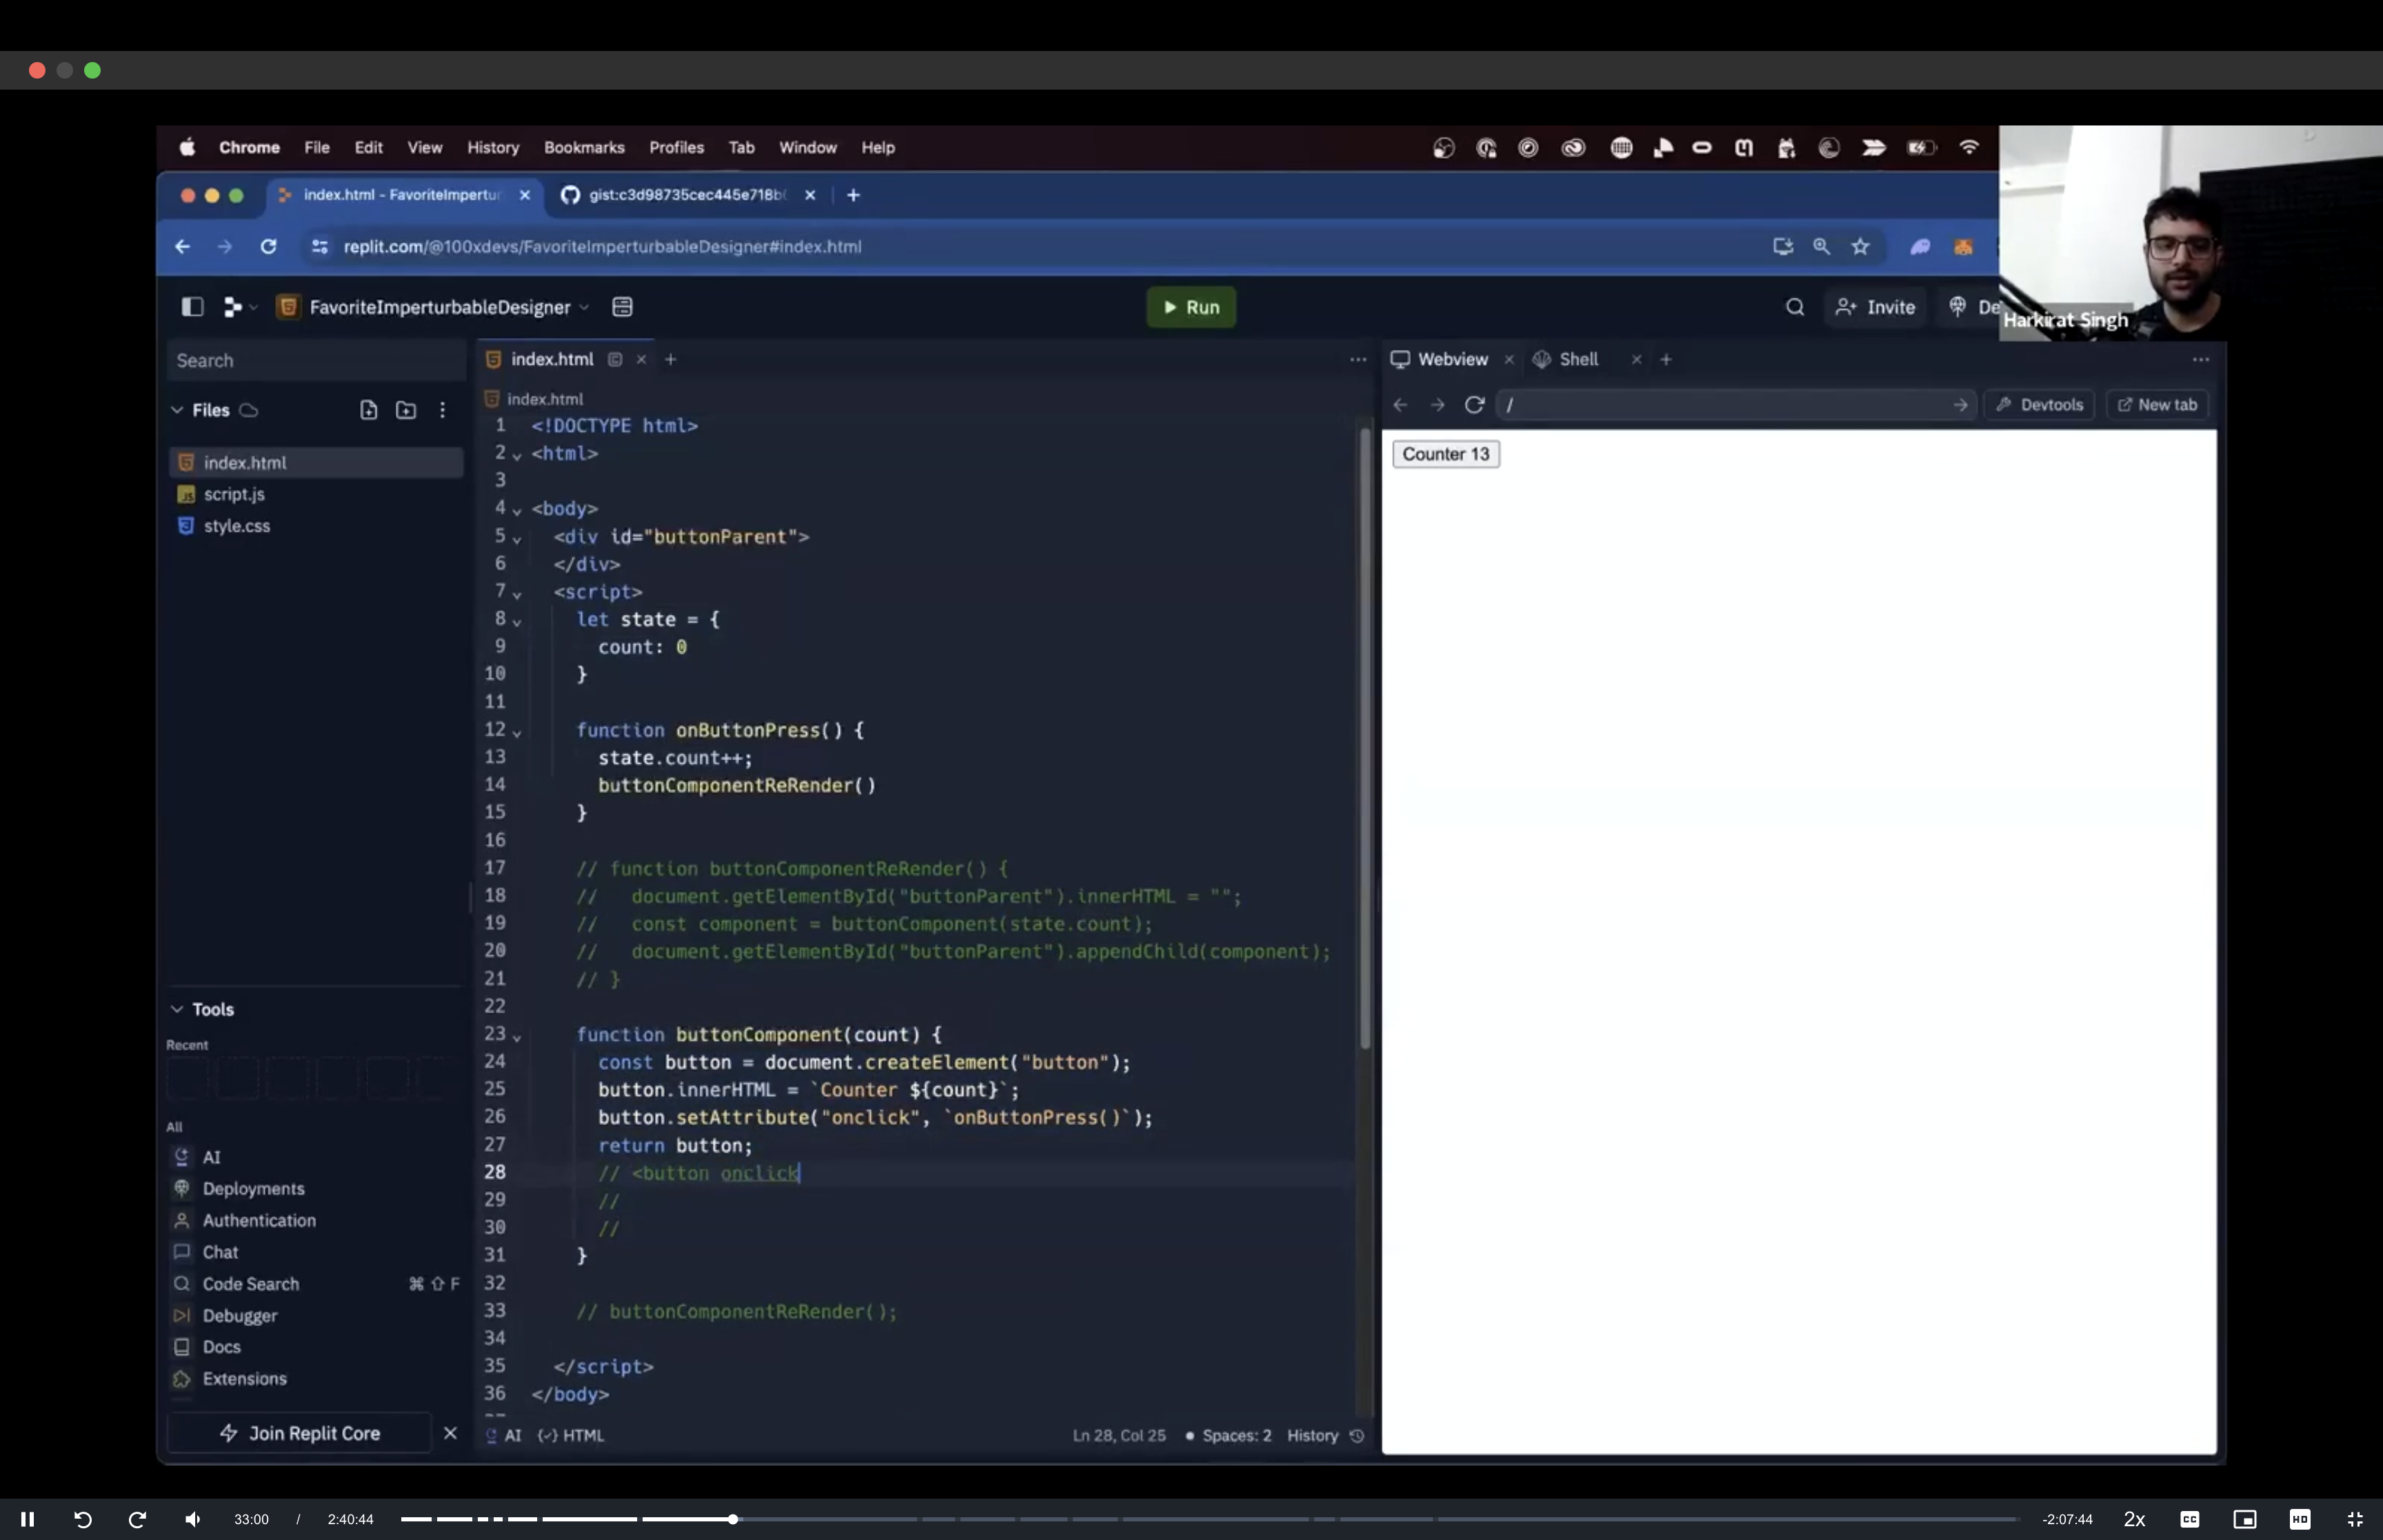 Chrome File Edit View History Bookmarks Profiles Tab Window Help
index.html - FavoriteImpertur
gist:c3d98735cec445e718b
replit.com/@100xdevs/FavoriteImperturbableDesigner#index.html
FavoriteImperturbableDesigner
Run
Invite
De
Harkirat Singh
Search
Files
index.html
script.js
style.css
index.html
index.html
1 <!DOCTYPE html>
2 <html>
3
4 <body>
5 <div id="buttonParent">
6 </div>
7 <script>
8 let state = {
9 count: 0
10 }
11
12 function onButtonPress() {
13 state.count++;
14 buttonComponentReRender()
15 }
16
17 // function buttonComponentReRender() {
18 // document.getElementById("buttonParent").innerHTML = "";
19 // const component = buttonComponent(state.count);
20 // document.getElementById("buttonParent").appendChild(component);
21 // }
22
23 function buttonComponent(count) {
24 const button = document.createElement("button");
25 button.innerHTML = `Counter ${count}`;
26 button.setAttribute("onclick", `onButtonPress()`);
27 return button;
28 // <button onclick
29 //
30 //
31 }
32
33 // buttonComponentReRender();
34
35 </script>
36 </body>
Webview
Shell
/
Devtools
New tab
Counter 13
Tools
Recent
All
AI
Deployments
Authentication
Chat
Code Search ⌘ ⇧ F
Debugger
Docs
Extensions
Join Replit Core
AI
HTML
Ln 28, Col 25
Spaces: 2
History
33:00 / 2:40:44
-2:07:44
2x
CC
HD